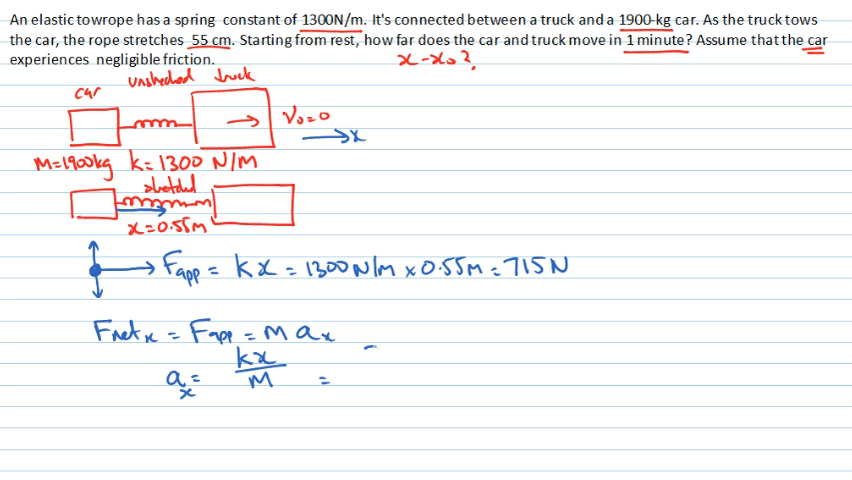 An elastic towrope has a spring constant of 1300N/m. It's connected between a truck and a 1900-kg car. As the truck tows
the car, the rope stretches 55 cm. Starting from rest, how far does the car and truck move in 1 minute? Assume that the car
experiences negligible friction.
x-x₀?
car unstretched truck
V₀=0
x
M=1900kg k=1300 N/M
stretched
x=0.55M
Fapp = kx = 1300N/M × 0.55M = 715N
Fnetx = Fapp = M ax
ax = kx/M =